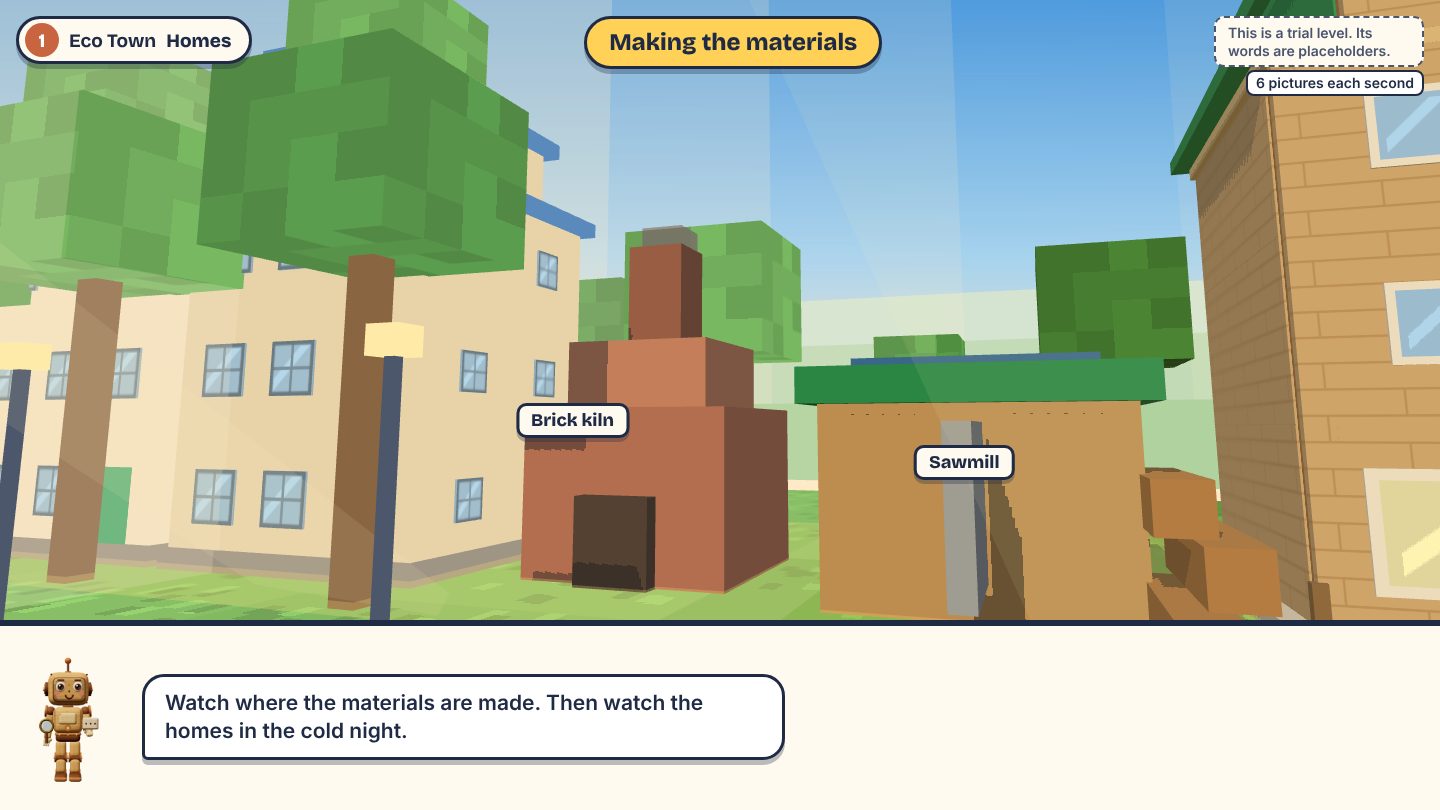 1 Eco Town Homes
Making the materials
This is a trial level. Its
words are placeholders.
6 pictures each second
Brick kiln
Sawmill
Watch where the materials are made. Then watch the
homes in the cold night.